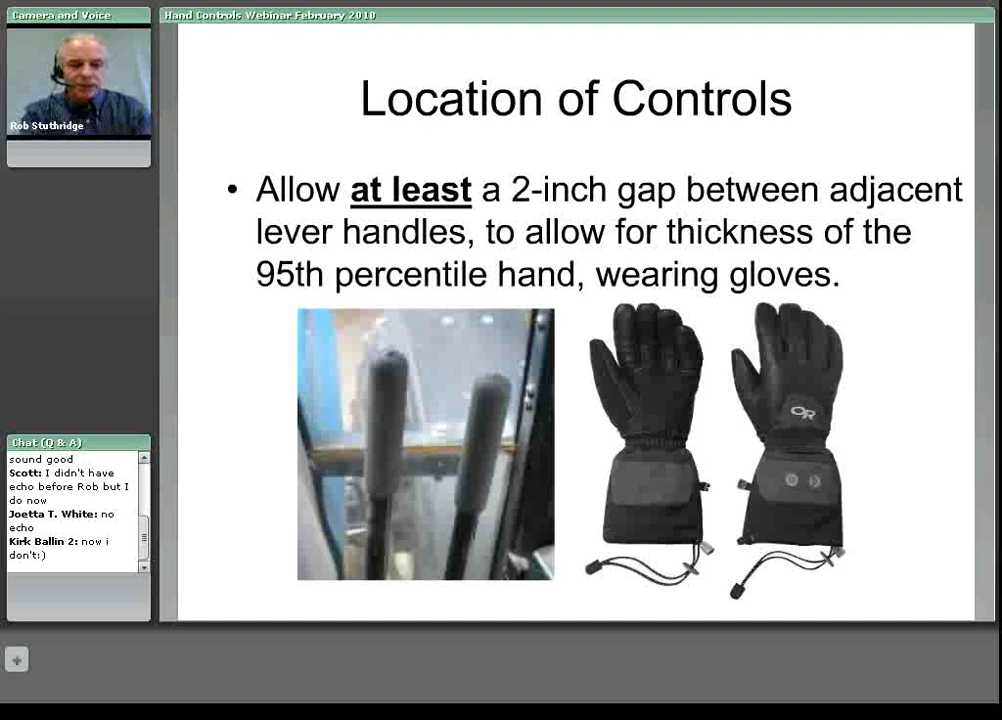 Camera and Voice
Hand Controls Webinar February 2010
Rob Stuthridge
Location of Controls
• Allow at least a 2-inch gap between adjacent
lever handles, to allow for thickness of the
95th percentile hand, wearing gloves.
OR
Chat (Q & A)
sound good
Scott: I didn't have
echo before Rob but I
do now
Joetta T. White: no
echo
Kirk Ballin 2: now i
don't:)